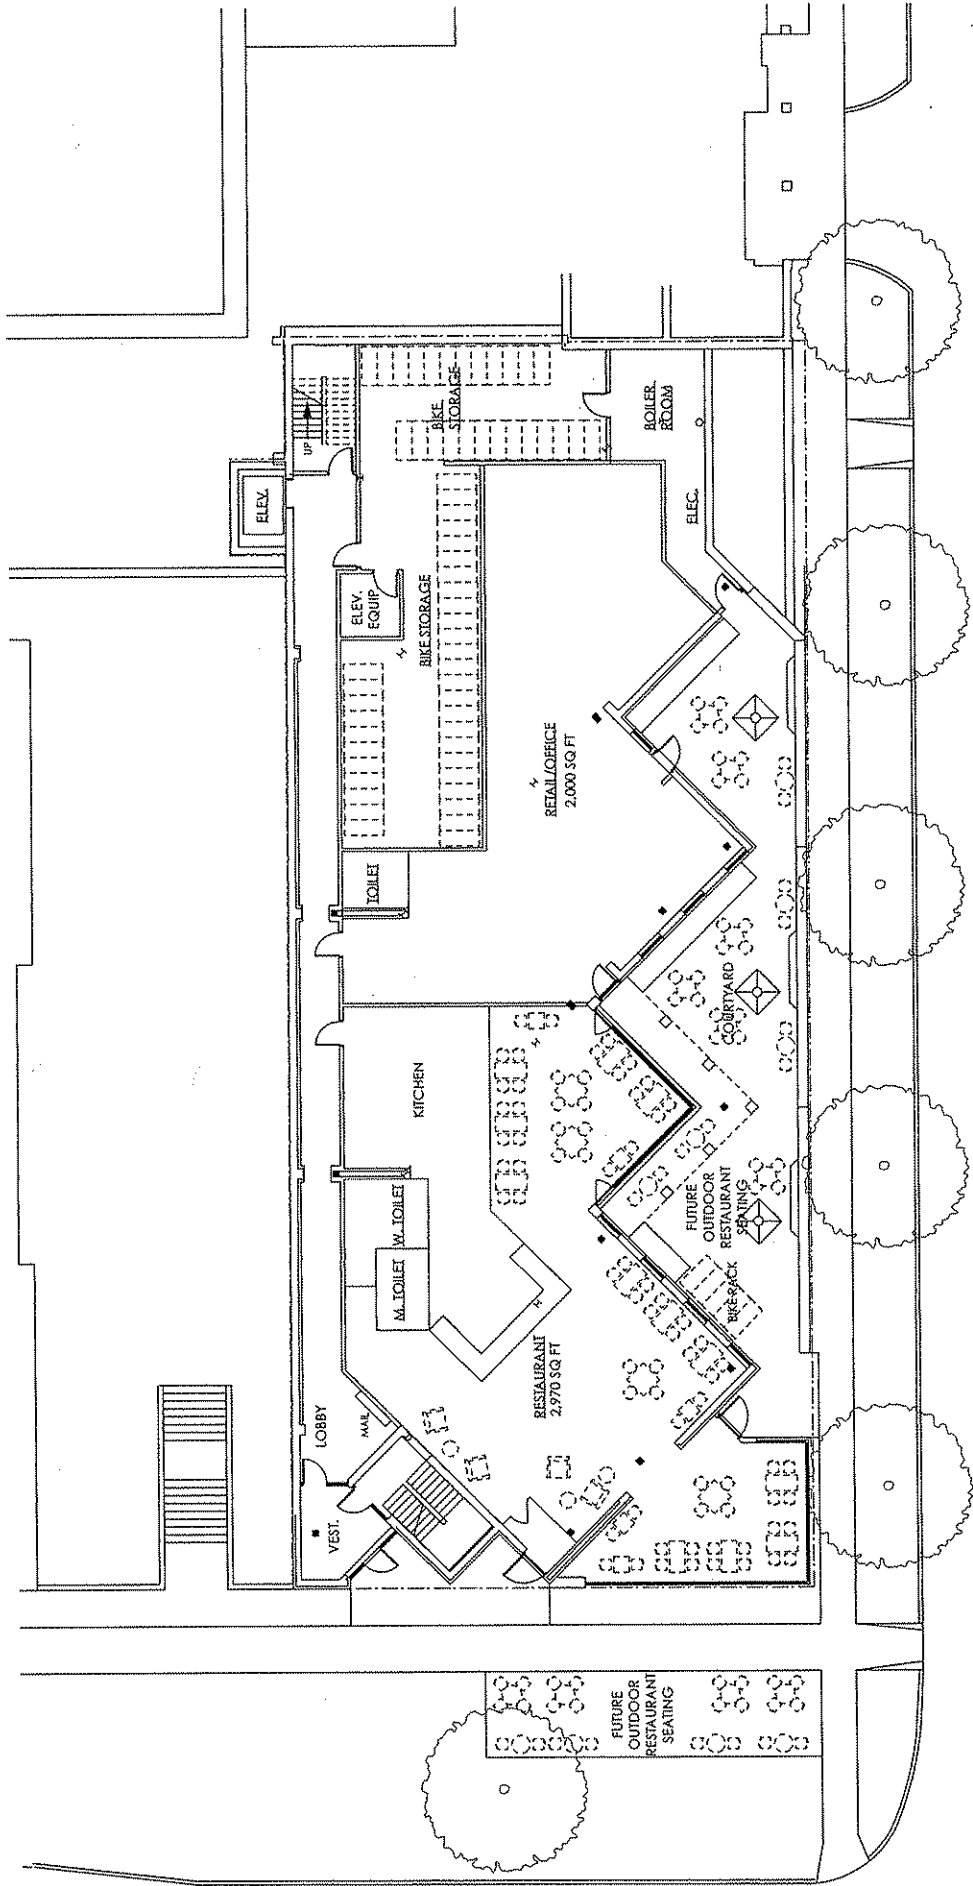 UP
ELEV.
BIKE
STORAGE
BOILER
ROOM
ELEC.
ELEV.
EQUIP.
BIKE STORAGE
RETAIL/OFFICE
2,000 SQ FT
TOILET
KITCHEN
COURTYARD
W. TOILET
M. TOILET
FUTURE
OUTDOOR
RESTAURANT
SEATING
BIKE RACK
RESTAURANT
2,970 SQ FT
LOBBY
MAIL
VEST.
FUTURE
OUTDOOR
RESTAURANT
SEATING